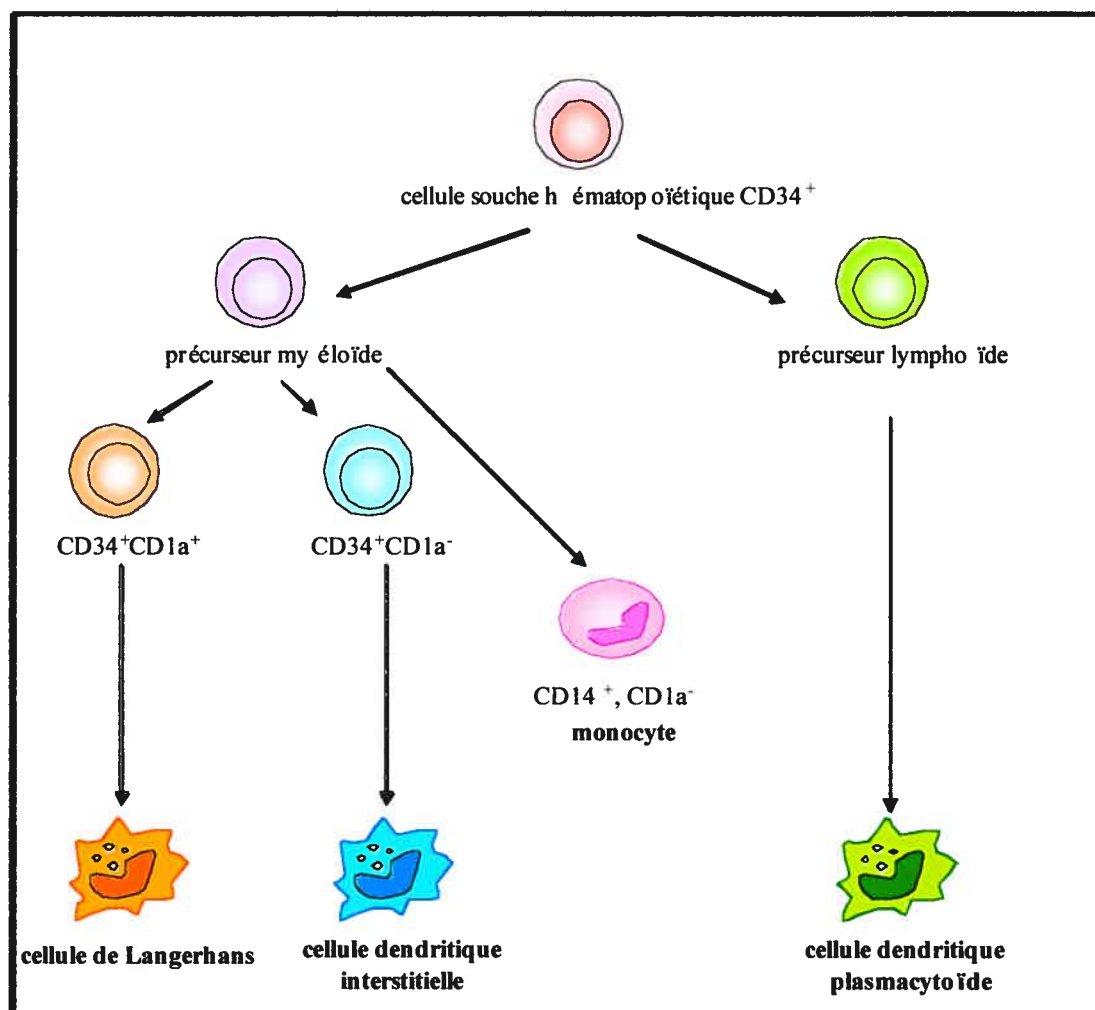 cellule souche h ématop oïétique CD34 +
précurseur my éloïde
précurseur lympho ïde
CD34+CD1a+
CD34+CD1a-
CD14 +, CD1a-
monocyte
cellule de Langerhans
cellule dendritique
interstitielle
cellule dendritique
plasmacyto ïde